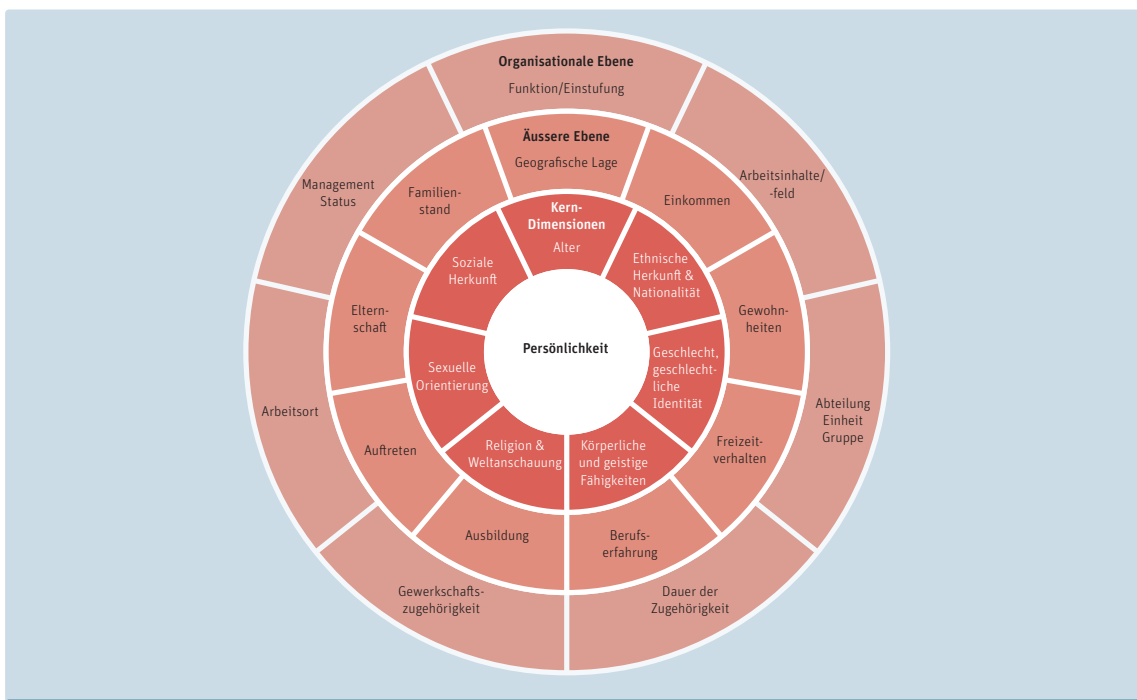 Organisationale Ebene
Funktion/Einstufung
Arbeitsinhalte/
-feld
Abteilung
Einheit
Gruppe
Dauer der
Zugehörigkeit
Gewerkschafts-
zugehörigkeit
Arbeitsort
Management
Status
Äussere Ebene
Geografische Lage
Einkommen
Gewohn-
heiten
Freizeit-
verhalten
Berufs-
erfahrung
Ausbildung
Auftreten
Eltern-
schaft
Familien-
stand
Kern-
Dimensionen
Alter
Ethnische
Herkunft &
Nationalität
Geschlecht,
geschlecht-
liche
Identität
Körperliche
und geistige
Fähigkeiten
Religion &
Weltanschauung
Sexuelle
Orientierung
Soziale
Herkunft
Persönlichkeit